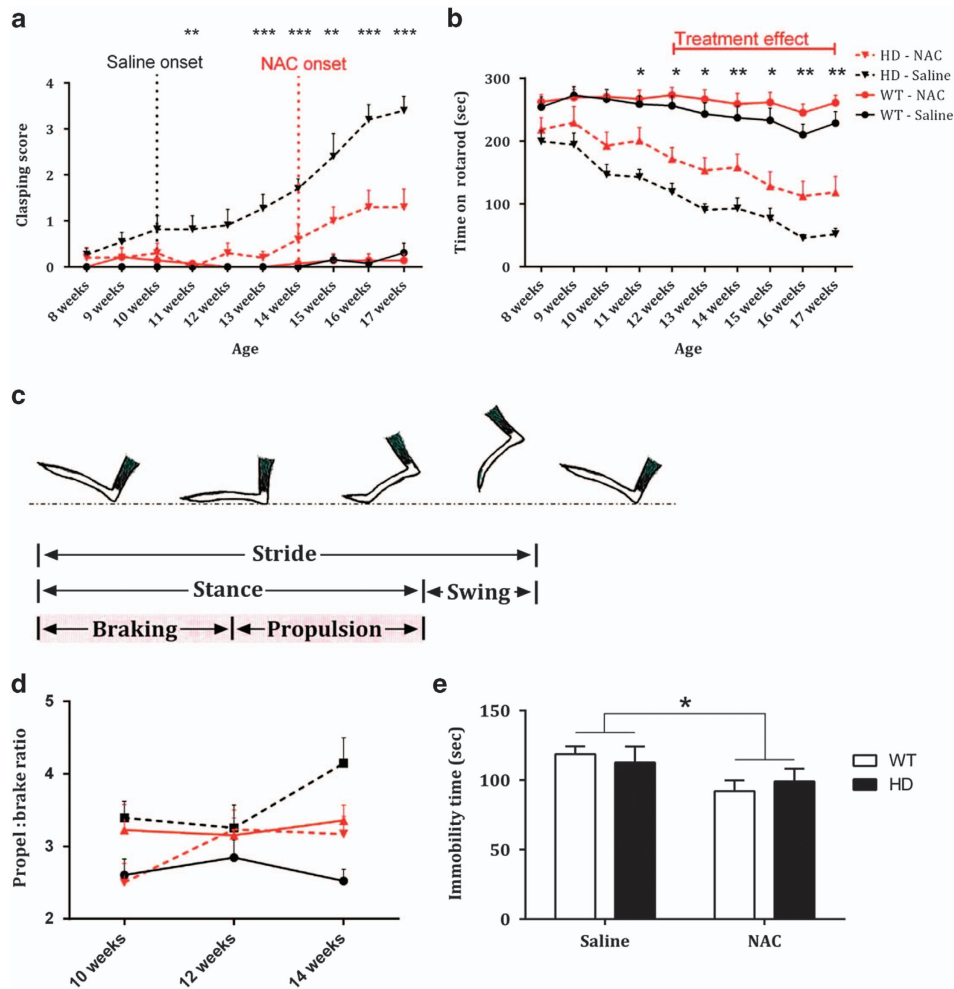 a
** *** *** ** *** ***
Saline onset
NAC onset
Clasping score
4
3
2
1
0
8 weeks
9 weeks
10 weeks
11 weeks
12 weeks
13 weeks
14 weeks
15 weeks
16 weeks
17 weeks
Age
b
Treatment effect
* * * ** * ** **
HD - NAC
HD - Saline
WT - NAC
WT - Saline
Time on rotarod (sec)
300
200
100
0
8 weeks
9 weeks
10 weeks
11 weeks
12 weeks
13 weeks
14 weeks
15 weeks
16 weeks
17 weeks
Age
c
Stride
Stance
Swing
Braking
Propulsion
d
Propel :brake ratio
5
4
3
2
10 weeks
12 weeks
14 weeks
e
*
Immobility time (sec)
150
100
50
0
Saline
NAC
WT
HD